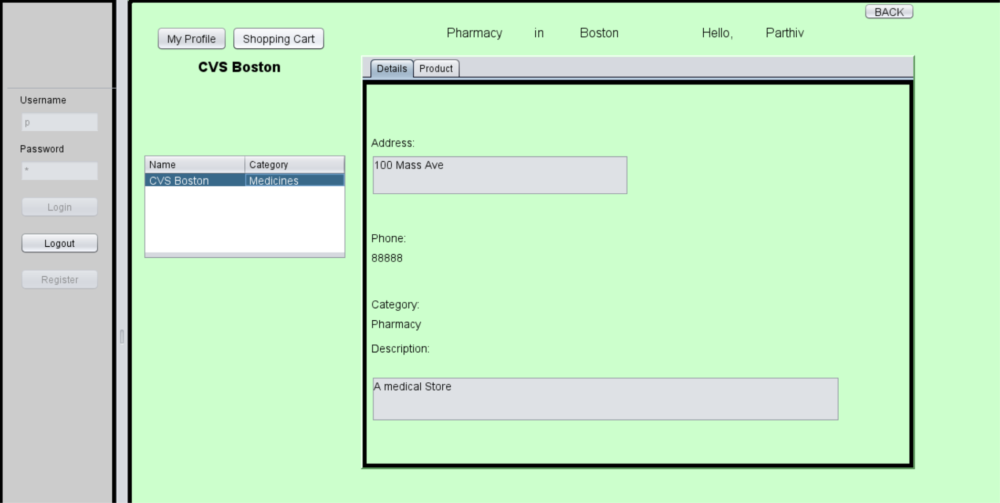 BACK
My Profile Shopping Cart Pharmacy in Boston Hello, Parthiv
CVS Boston
Details Product
Username
p
Password
*
Login
Logout
Register
Name Category
CVS Boston Medicines
Address:
100 Mass Ave
Phone:
88888
Category:
Pharmacy
Description:
A medical Store